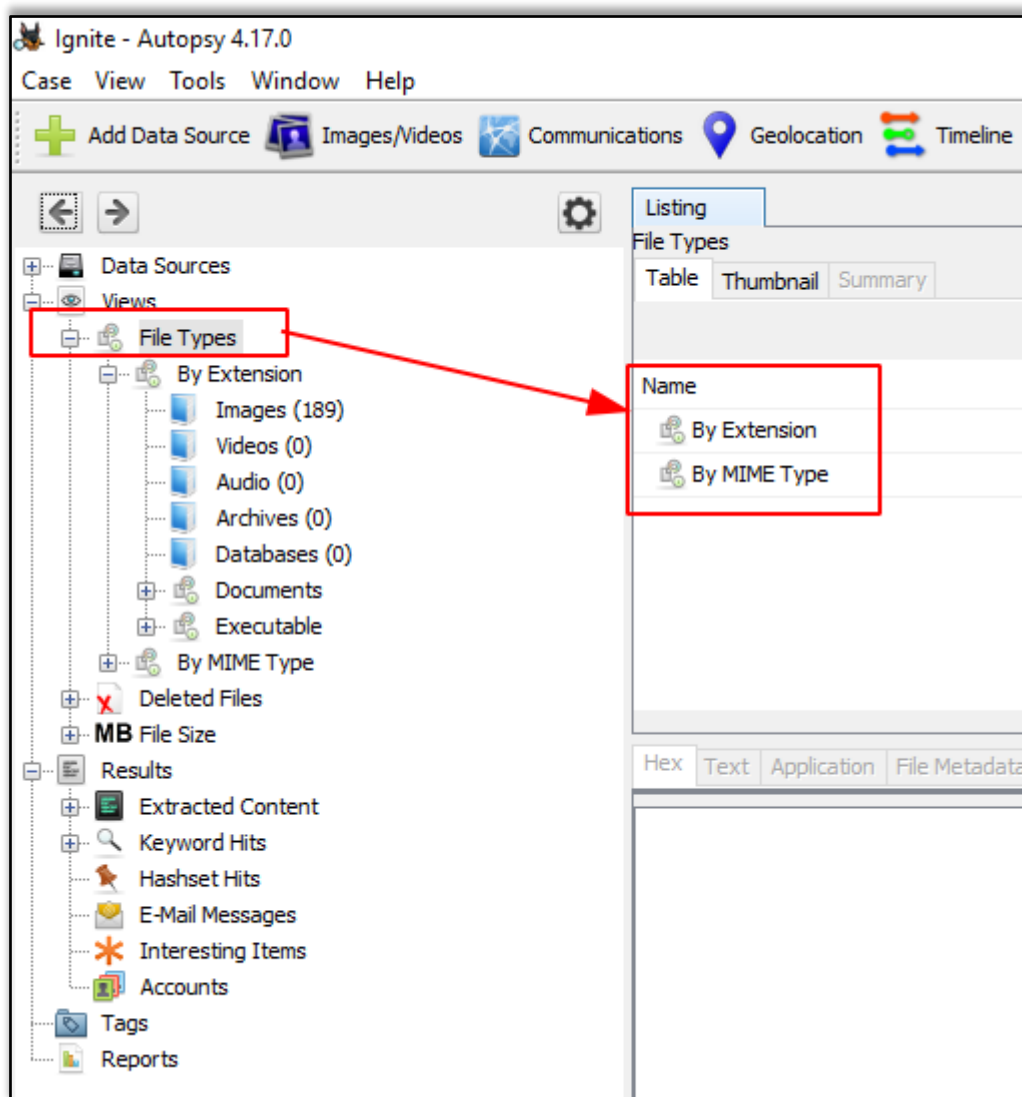 Ignite - Autopsy 4.17.0
Case View Tools Window Help
Add Data Source Images/Videos Communications Geolocation Timeline
Data Sources
Views
File Types
By Extension
Images (189)
Videos (0)
Audio (0)
Archives (0)
Databases (0)
Documents
Executable
By MIME Type
Deleted Files
MB File Size
Results
Extracted Content
Keyword Hits
Hashset Hits
E-Mail Messages
Interesting Items
Accounts
Tags
Reports
Listing
File Types
Table Thumbnail Summary
Name
By Extension
By MIME Type
Hex Text Application File Metadata